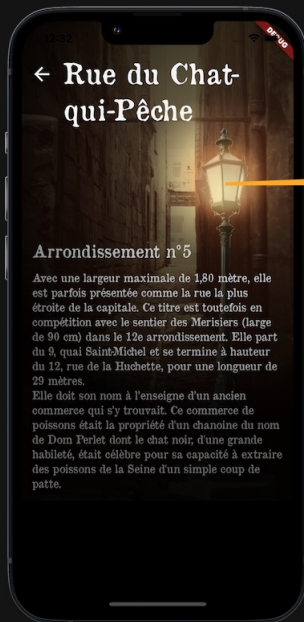 12:32
DEBUG
← Rue du Chat-
qui-Pêche
Arrondissement n°5
Avec une largeur maximale de 1,80 mètre, elle
est parfois présentée comme la rue la plus
étroite de la capitale. Ce titre est toutefois en
compétition avec le sentier des Merisiers (large
de 90 cm) dans le 12e arrondissement. Elle part
du 9, quai Saint-Michel et se termine à hauteur
du 12, rue de la Huchette, pour une longueur de
29 mètres.
Elle doit son nom à l'enseigne d'un ancien
commerce qui s'y trouvait. Ce commerce de
poissons était la propriété d'un chanoine du nom
de Dom Perlet dont le chat noir, d'une grande
habileté, était célèbre pour sa capacité à extraire
des poissons de la Seine d'un simple coup de
patte.